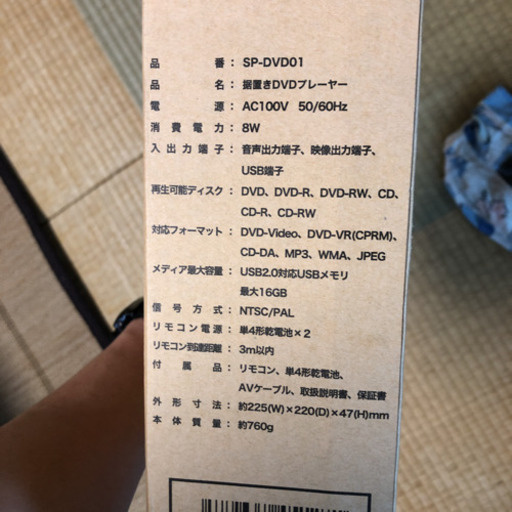 品番：SP-DVD01
品名：据置きDVDプレーヤー
電源：AC100V 50/60Hz
消費電力：8W
入出力端子：音声出力端子、映像出力端子、
USB端子
再生可能ディスク：DVD、DVD-R、DVD-RW、CD、
CD-R、CD-RW
対応フォーマット：DVD-Video、DVD-VR(CPRM)、
CD-DA、MP3、WMA、JPEG
メディア最大容量：USB2.0対応USBメモリ
最大16GB
信号方式：NTSC/PAL
リモコン電源：単4形乾電池×2
リモコン到達距離：3m以内
付属品：リモコン、単4形乾電池、
AVケーブル、取扱説明書、保証書
外形寸法：約225(W)×220(D)×47(H)mm
本体質量：約760g